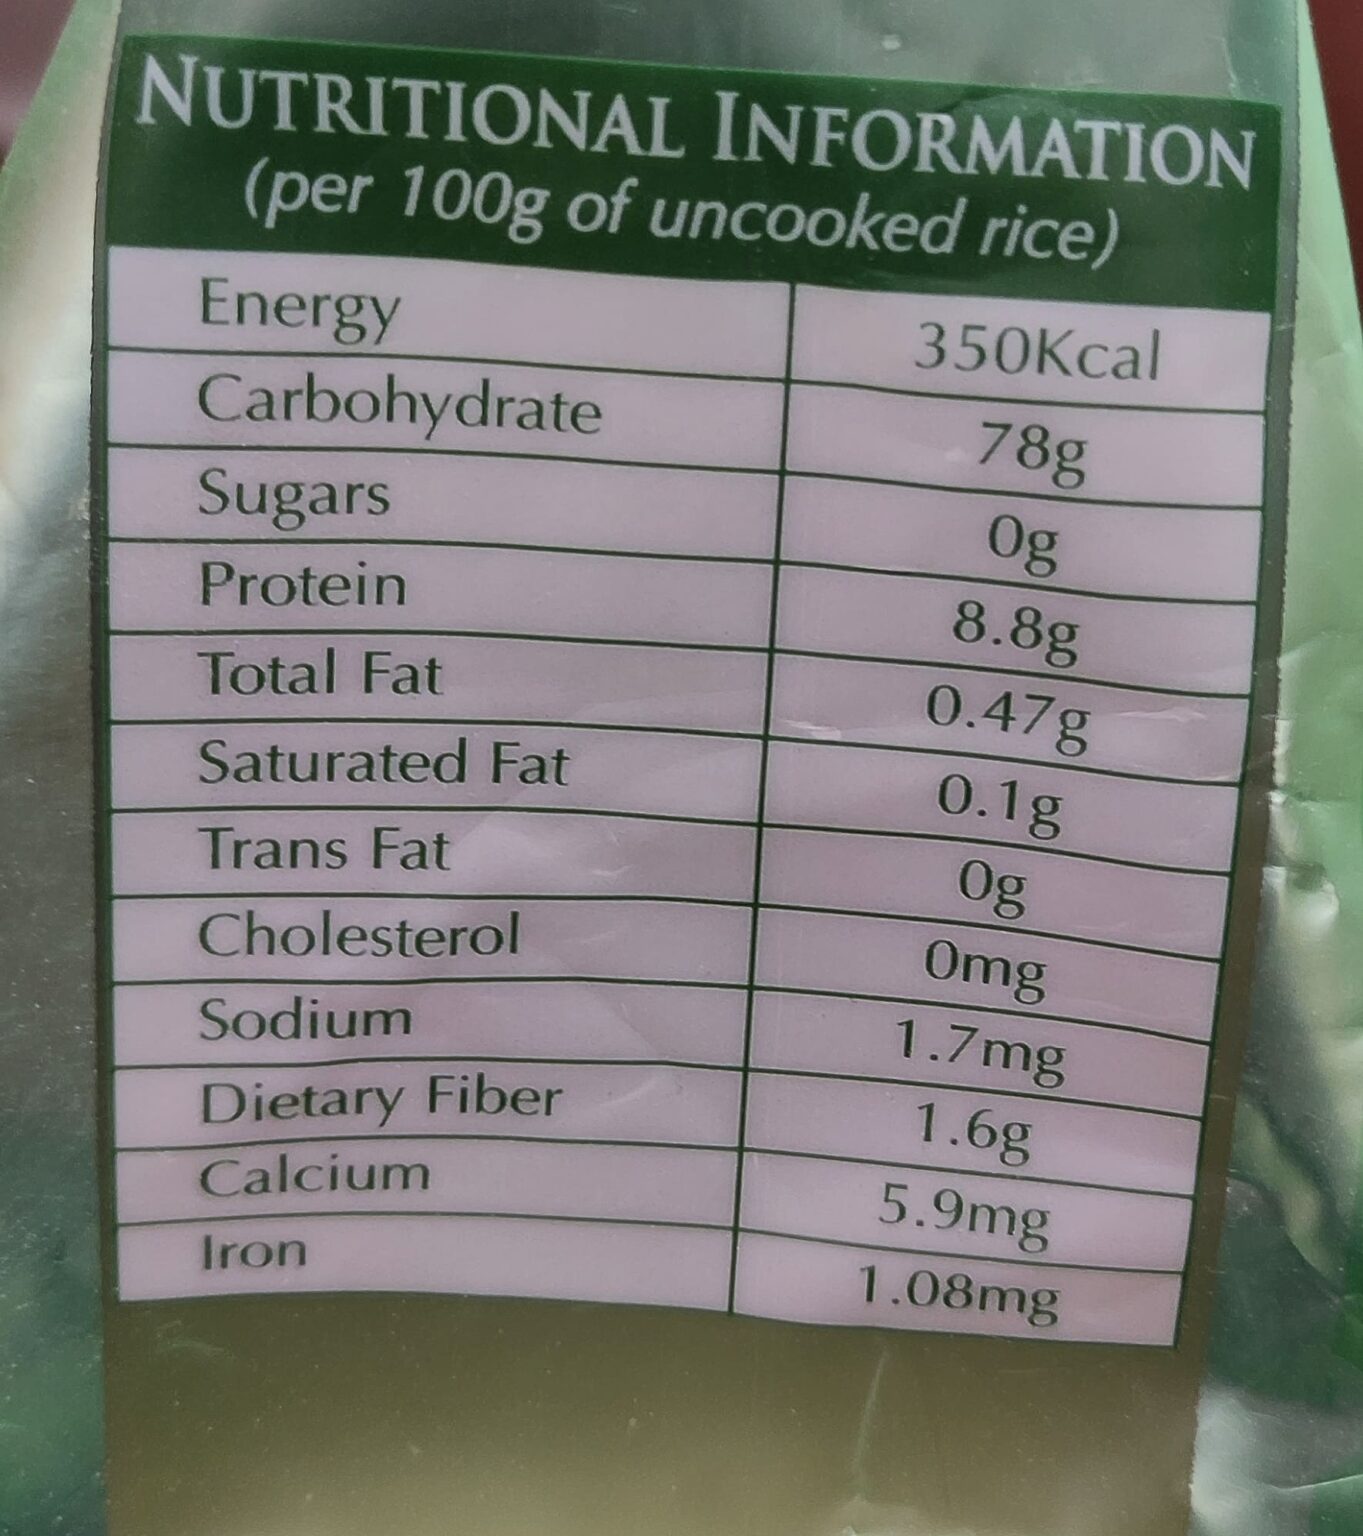 NUTRITIONAL INFORMATION
(per 100g of uncooked rice)
Energy 350Kcal
Carbohydrate 78g
Sugars 0g
Protein 8.8g
Total Fat 0.47g
Saturated Fat 0.1g
Trans Fat 0g
Cholesterol 0mg
Sodium 1.7mg
Dietary Fiber 1.6g
Calcium 5.9mg
Iron 1.08mg